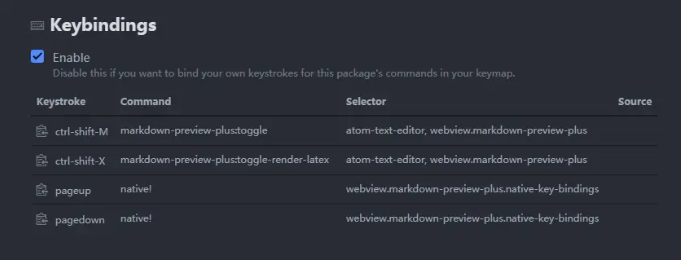 Keybindings
Enable
Disable this if you want to bind your own keystrokes for this package's commands in your keymap.
Keystroke Command Selector Source
ctrl-shift-M markdown-preview-plus:toggle atom-text-editor, webview.markdown-preview-plus
ctrl-shift-X markdown-preview-plus:toggle-render-latex atom-text-editor, webview.markdown-preview-plus
pageup native! webview.markdown-preview-plus.native-key-bindings
pagedown native! webview.markdown-preview-plus.native-key-bindings